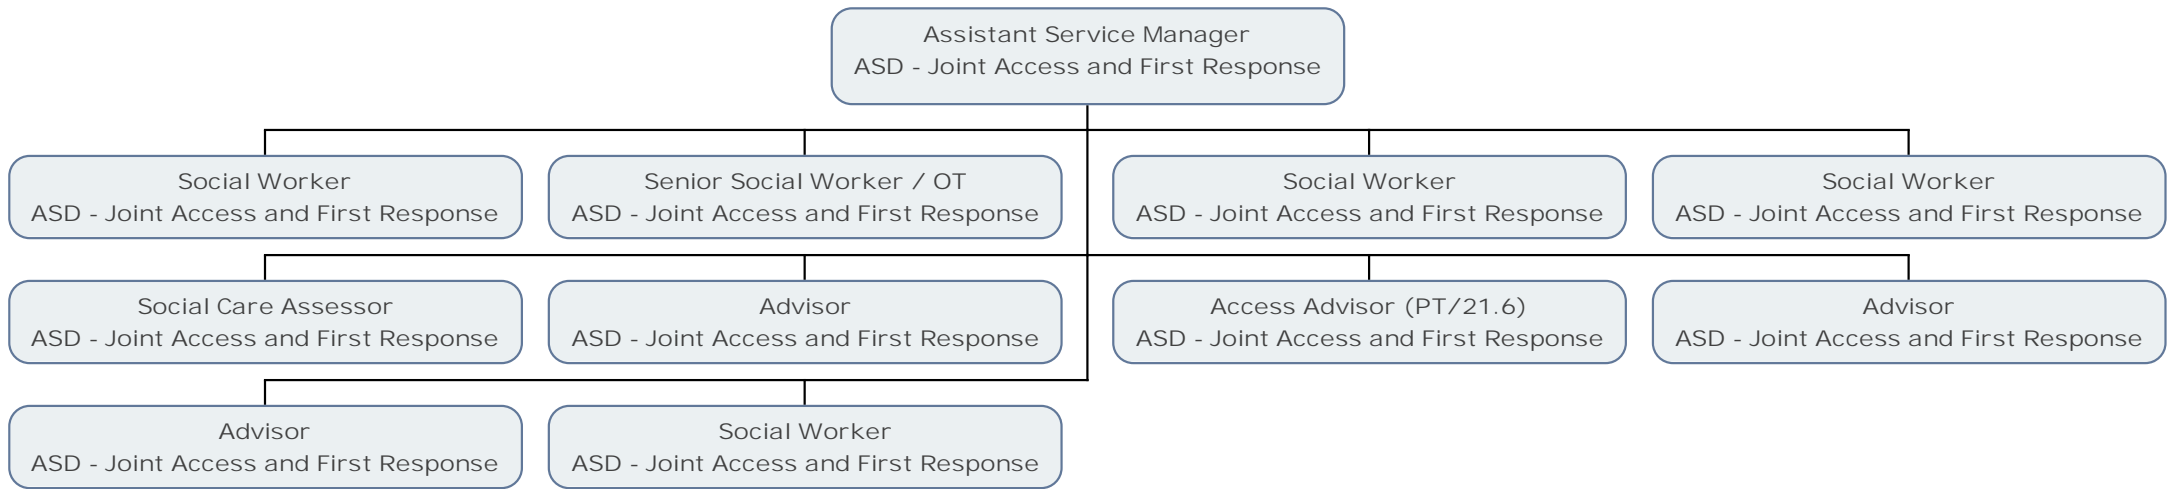 Assistant Service Manager
ASD - Joint Access and First Response
Social Worker
ASD - Joint Access and First Response
Senior Social Worker / OT
ASD - Joint Access and First Response
Social Worker
ASD - Joint Access and First Response
Social Worker
ASD - Joint Access and First Response
Social Care Assessor
ASD - Joint Access and First Response
Advisor
ASD - Joint Access and First Response
Access Advisor (PT/21.6)
ASD - Joint Access and First Response
Advisor
ASD - Joint Access and First Response
Advisor
ASD - Joint Access and First Response
Social Worker
ASD - Joint Access and First Response